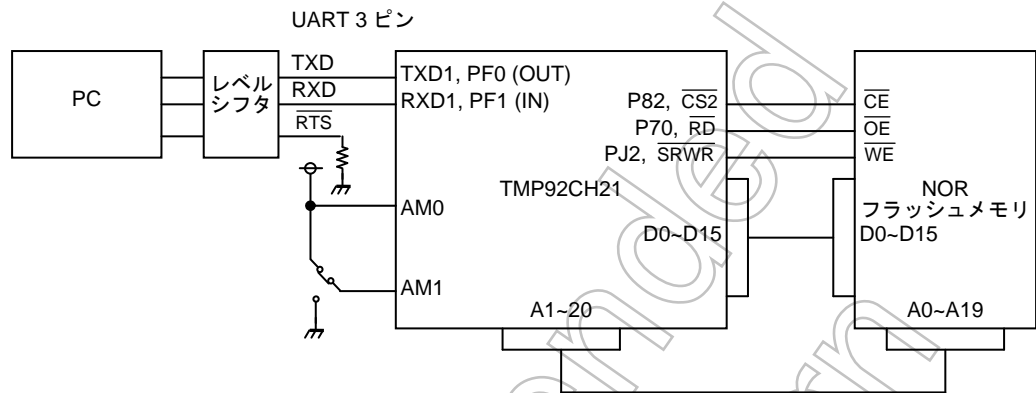 UART 3 ピン
PC
レベル
シフタ
TXD
RXD
RTS
TXD1, PF0 (OUT)
RXD1, PF1 (IN)
AM0
AM1
P82, CS2
P70, RD
PJ2, SRWR
TMP92CH21
D0~D15
A1~20
CE
OE
WE
NOR
フラッシュメモリ
D0~D15
A0~A19